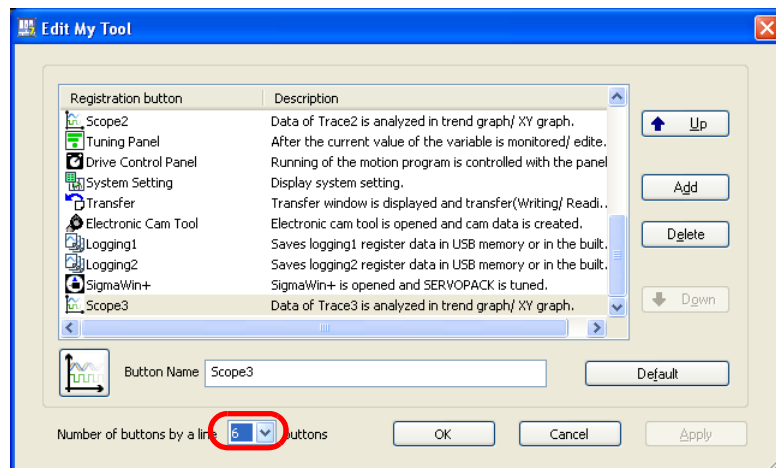 Edit My Tool
Registration button Description
Scope2 Data of Trace2 is analyzed in trend graph/ XY graph.
Tuning Panel After the current value of the variable is monitored/ edite.
Drive Control Panel Running of the motion program is controlled with the panel
System Setting Display system setting.
Transfer Transfer window is displayed and transfer(Writing/ Readi..
Electronic Cam Tool Electronic cam tool is opened and cam data is created.
Logging1 Saves logging1 register data in USB memory or in the built.
Logging2 Saves logging2 register data in USB memory or in the built.
SigmaWin+ SigmaWin+ is opened and SERVOPACK is tuned.
Scope3 Data of Trace3 is analyzed in trend graph/ XY graph.
Up
Add
Delete
Down
Button Name Scope3 Default
Number of buttons by a line 6 buttons OK Cancel Apply